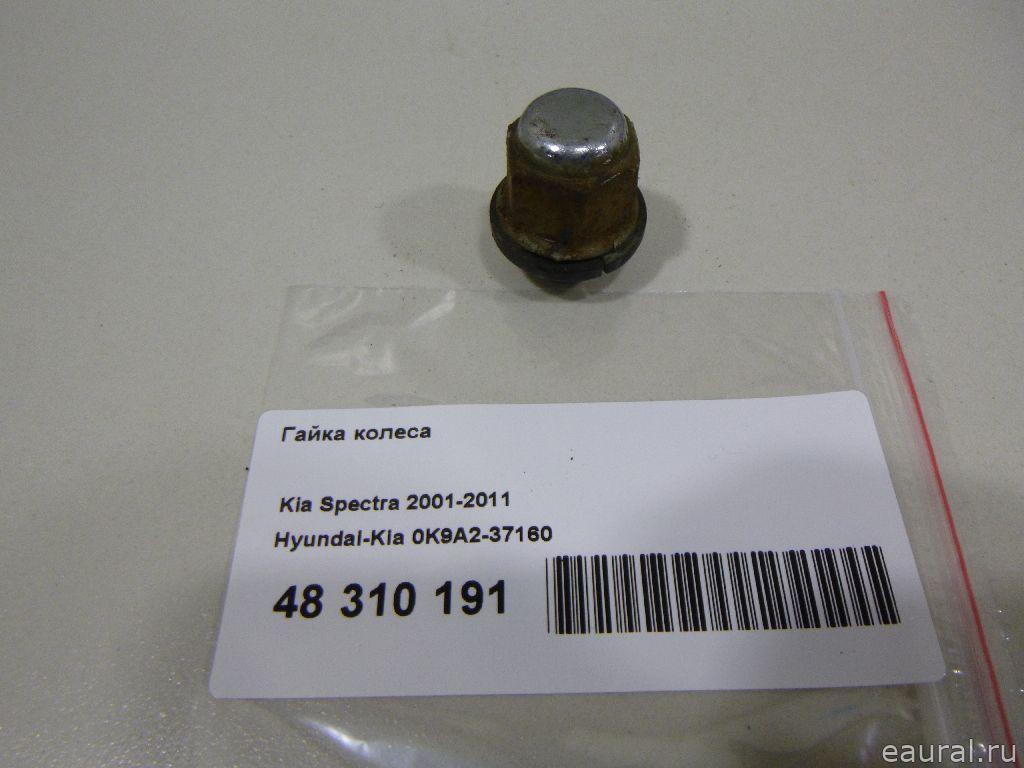 Гайка колеса
Kia Spectra 2001-2011
Hyundai-Kia 0K9A2-37160
48 310 191
eaural.ru